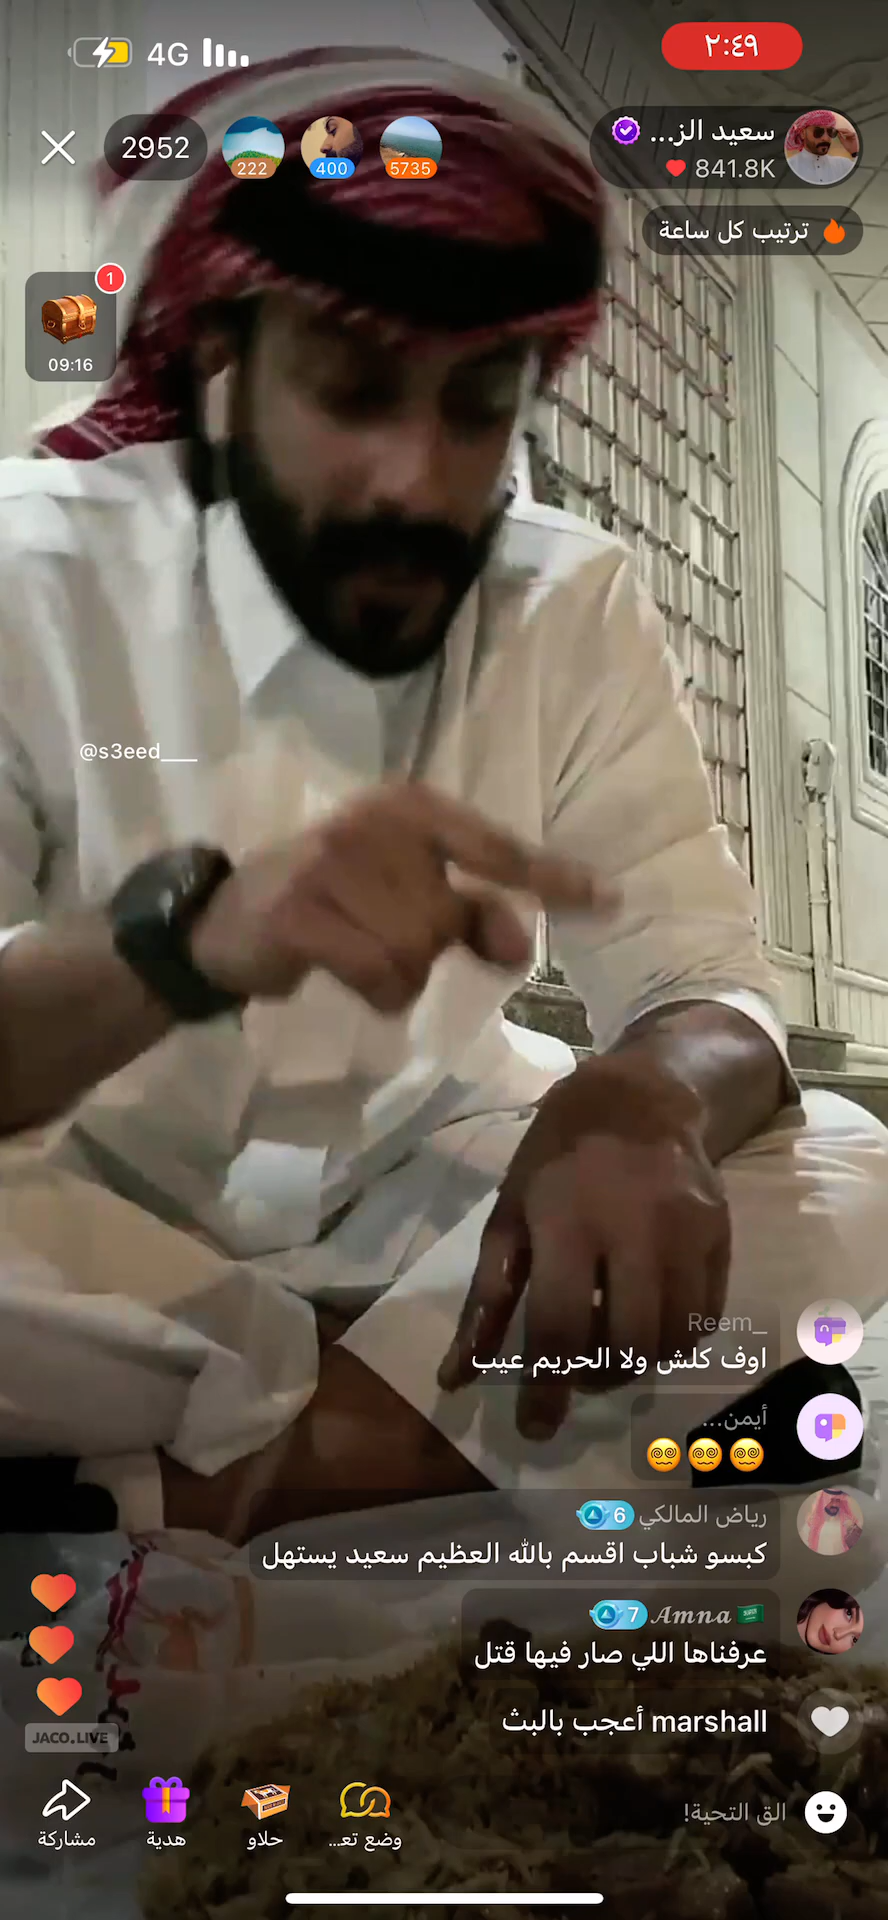 4G
٢:٤٩
سعيد الز...
841.8K
5735
400
222
2952
ترتيب كل ساعة
1
09:16
@s3eed___
Reem_
اوف كلش ولا الحريم عيب
أيمن...
😵‍💫😵‍💫😵‍💫
رياض المالكي 6
كبسو شباب اقسم بالله العظيم سعيد يستهل
🇸🇦 𝓐𝓶𝓷𝓪 7
عرفناها اللي صار فيها قتل
marshall أعجب بالبث
JACO.LIVE
الق التحية!
وضع تعـ...
حلاو
هدية
مشاركة